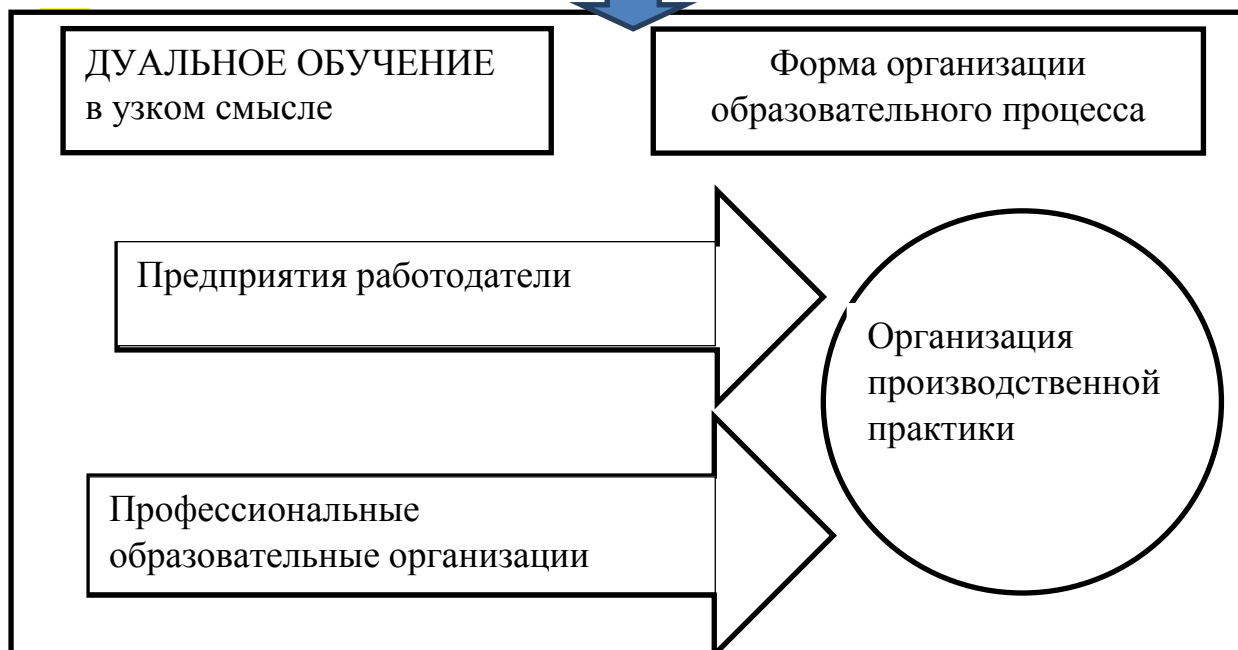 ДУАЛЬНОЕ ОБУЧЕНИЕ
в узком смысле
Форма организации
образовательного процесса
Предприятия работодатели
Организация
производственной
практики
Профессиональные
образовательные организации